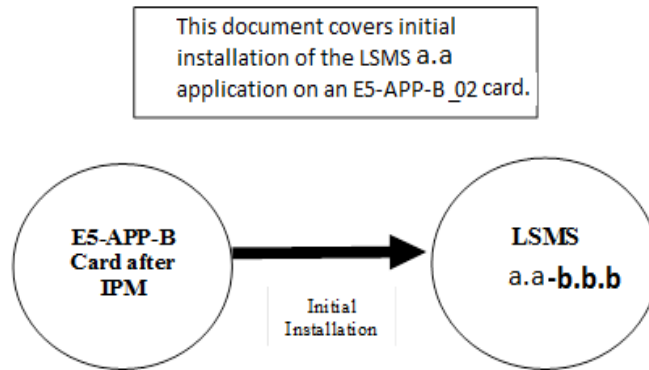 This document covers initial
installation of the LSMS a.a
application on an E5-APP-B_02 card.
E5-APP-B
Card after
IPM
Initial
Installation
LSMS
a.a-b.b.b